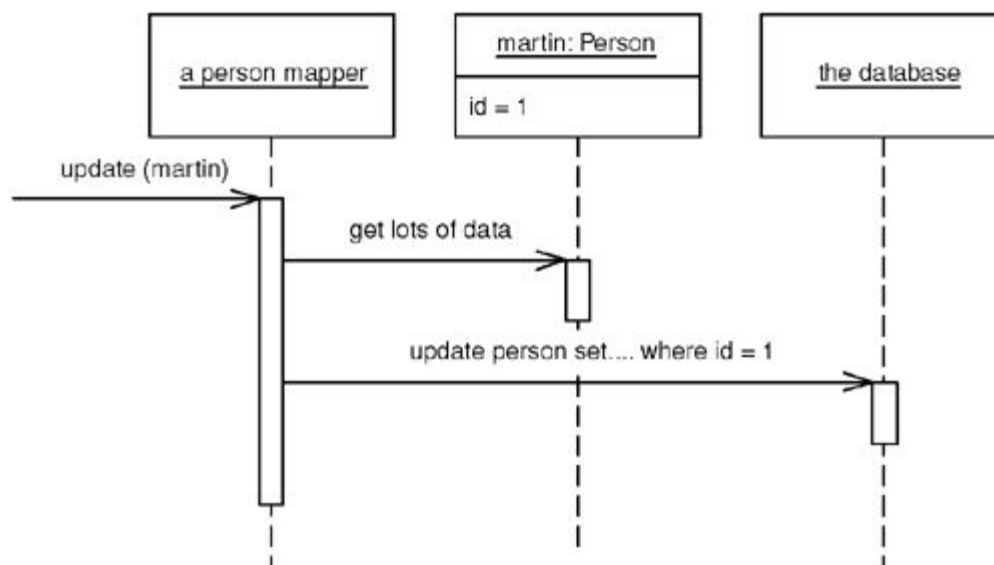 a person mapper
martin: Person
id = 1
the database
update (martin)
get lots of data
update person set.... where id = 1